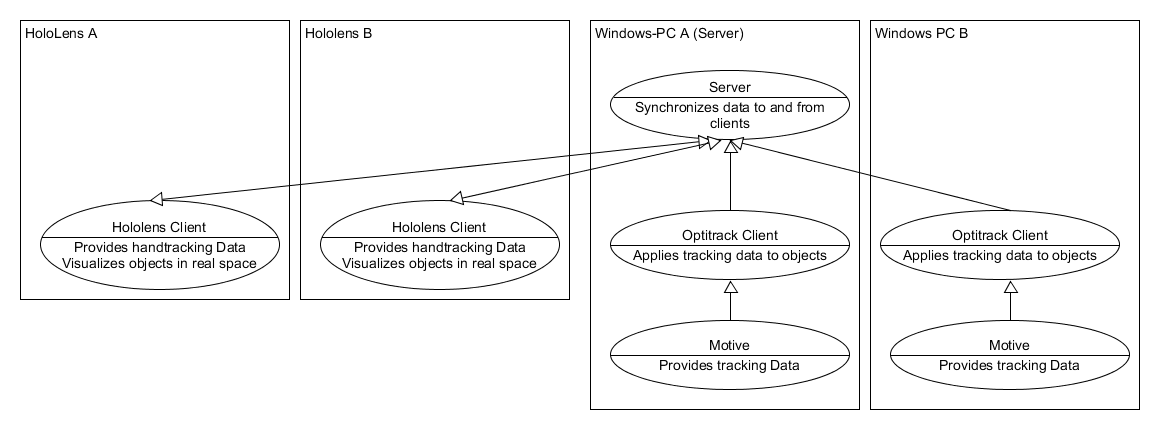 HoloLens A
Hololens Client
Provides handtracking Data
Visualizes objects in real space
Hololens B
Hololens Client
Provides handtracking Data
Visualizes objects in real space
Windows-PC A (Server)
Server
Synchronizes data to and from
clients
Optitrack Client
Applies tracking data to objects
Motive
Provides tracking Data
Windows PC B
Optitrack Client
Applies tracking data to objects
Motive
Provides tracking Data